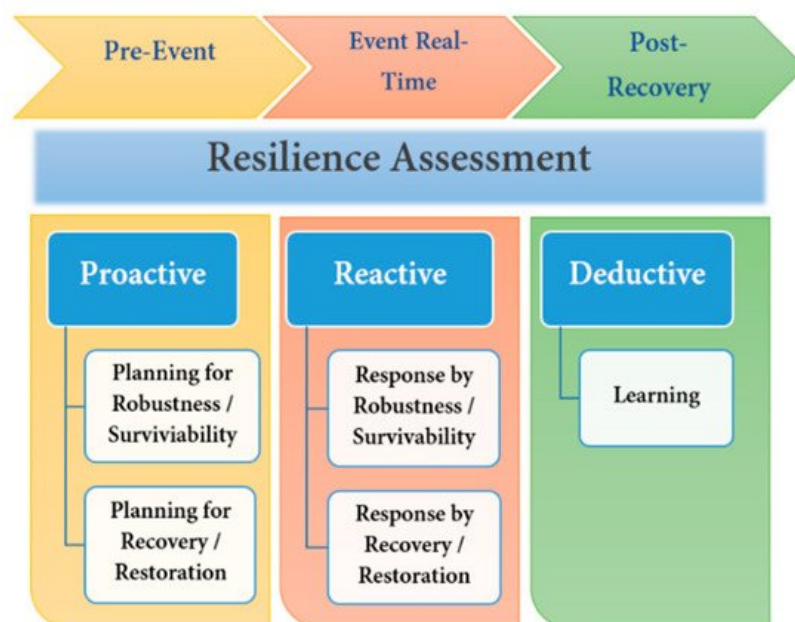 Pre-Event
Event Real-
Time
Post-
Recovery
Resilience Assessment
Proactive
Planning for
Robustness /
Surviviability
Planning for
Recovery /
Restoration
Reactive
Response by
Robustness /
Survivability
Response by
Recovery /
Restoration
Deductive
Learning